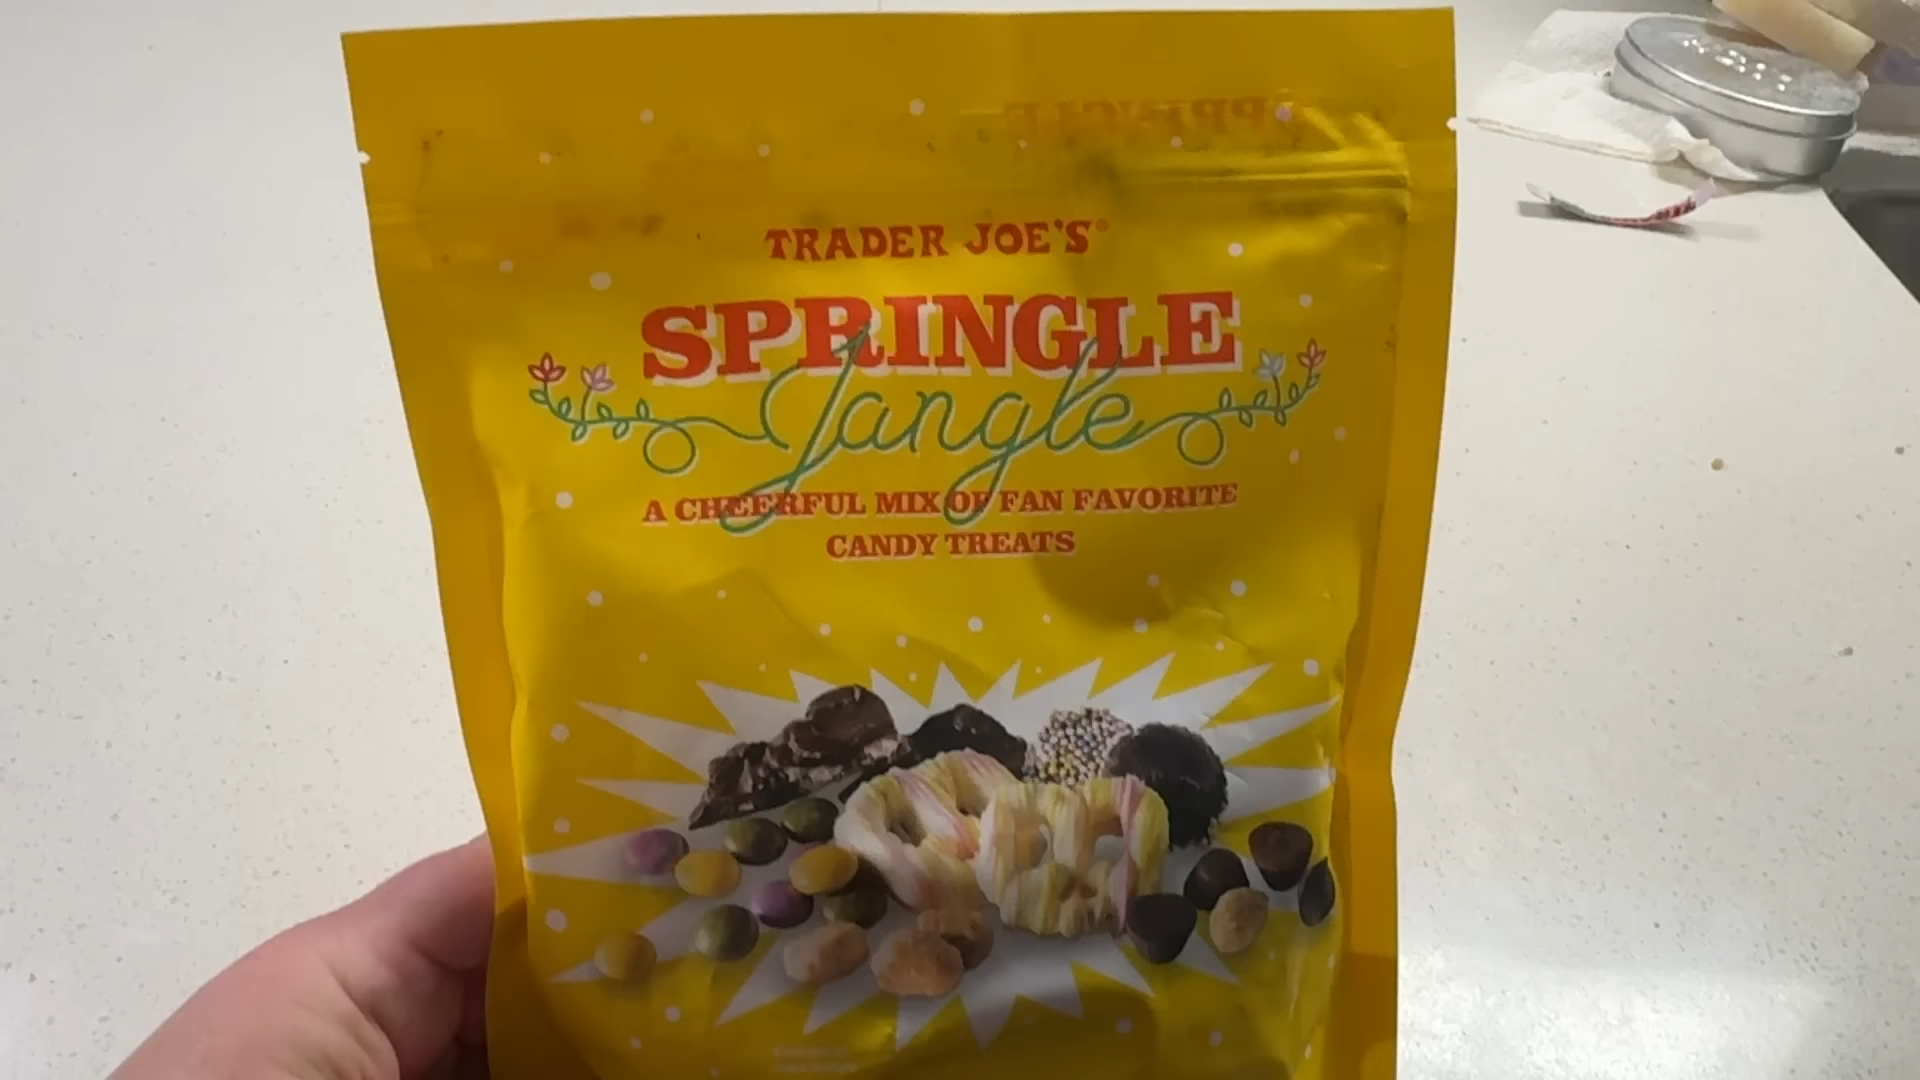 TRADER JOE'S®
SPRINGLE
Jangle
A CHEERFUL MIX OF FAN FAVORITE
CANDY TREATS